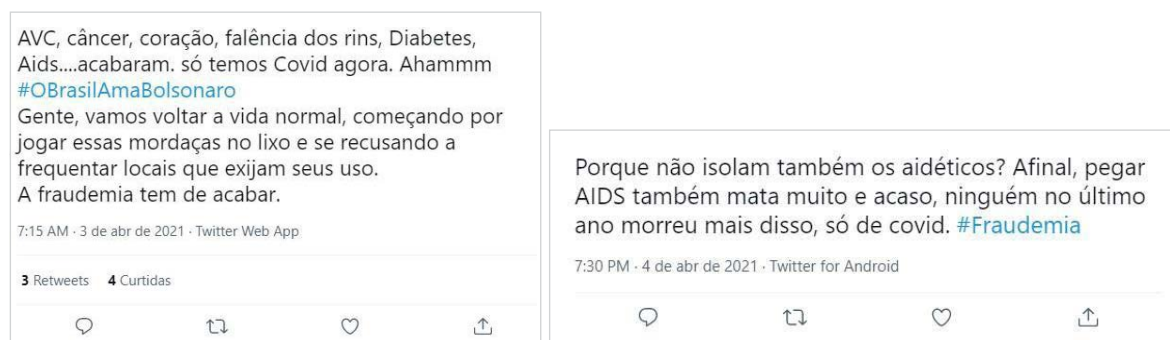 AVC, câncer, coração, falência dos rins, Diabetes,
Aids....acabaram. só temos Covid agora. Ahammm
#OBrasilAmaBolsonaro
Gente, vamos voltar a vida normal, começando por
jogar essas mordaças no lixo e se recusando a
frequentar locais que exijam seus uso.
A fraudemia tem de acabar.
7:15 AM · 3 de abr de 2021 · Twitter Web App
3 Retweets 4 Curtidas
Porque não isolam também os aidéticos? Afinal, pegar
AIDS também mata muito e acaso, ninguém no último
ano morreu mais disso, só de covid. #Fraudemia
7:30 PM · 4 de abr de 2021 · Twitter for Android